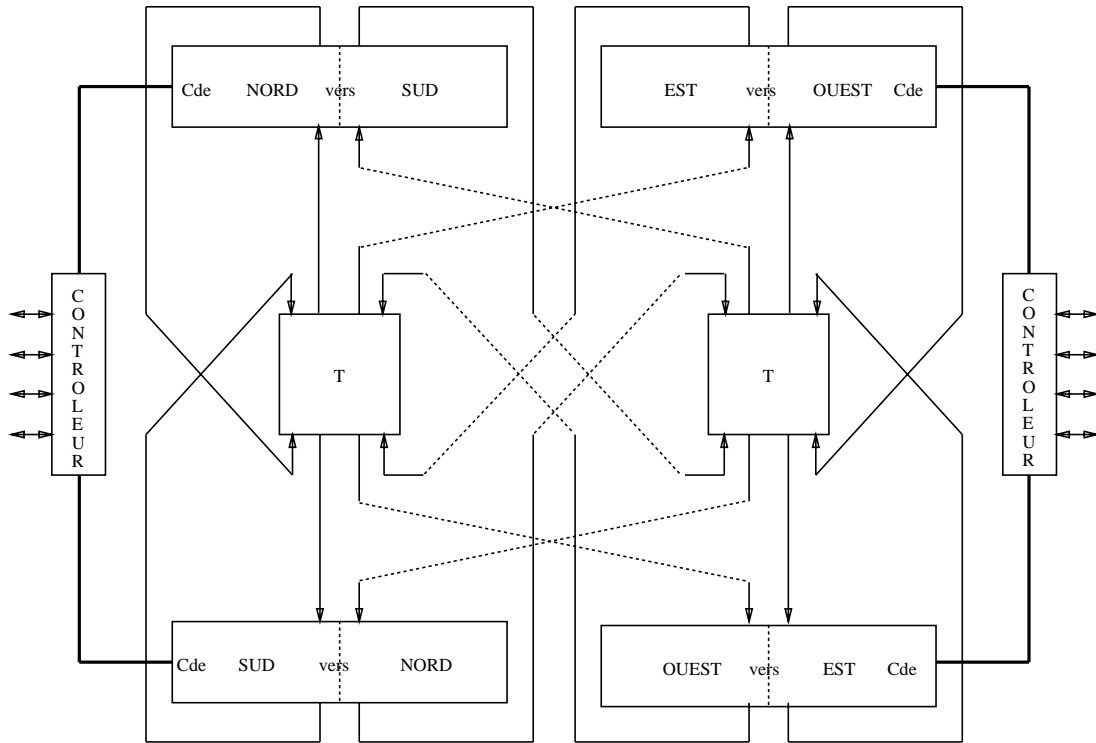 Cde NORD vers SUD
EST vers OUEST Cde
CONTROLEUR
T
T
CONTROLEUR
Cde SUD vers NORD
OUEST vers EST Cde